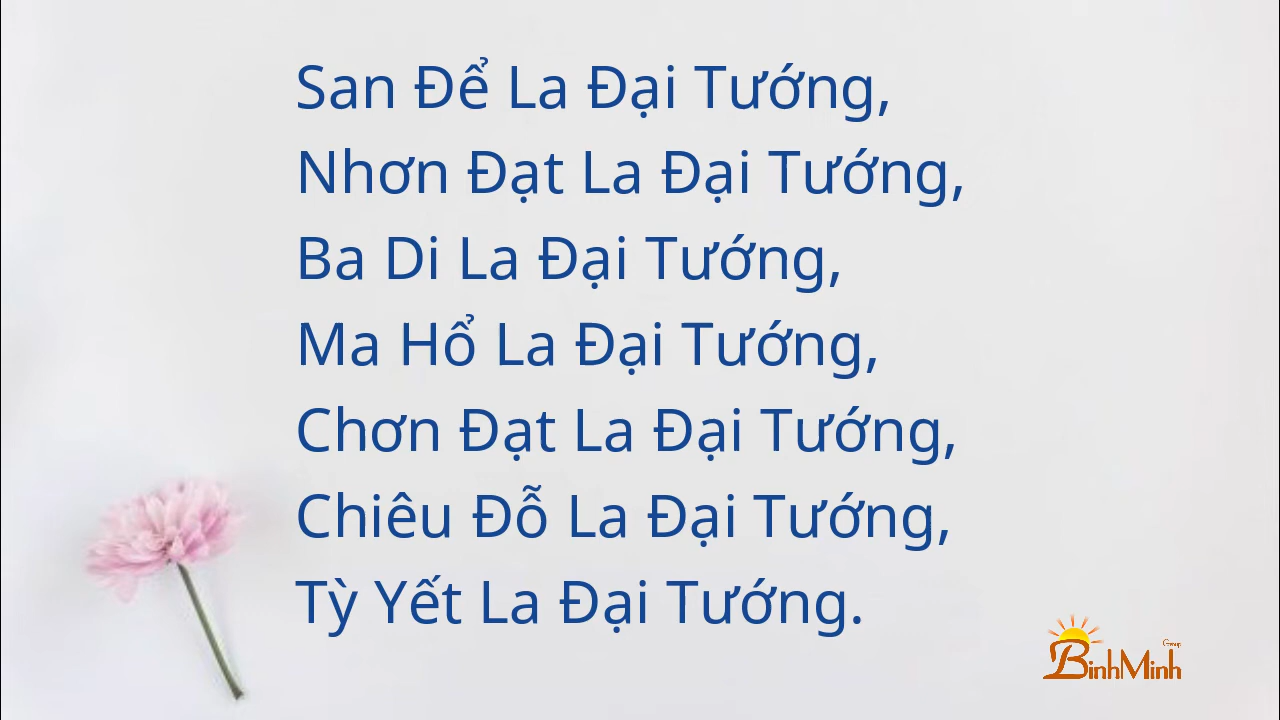 San Để La Đại Tướng,
Nhơn Đạt La Đại Tướng,
Ba Di La Đại Tướng,
Ma Hổ La Đại Tướng,
Chơn Đạt La Đại Tướng,
Chiêu Đỗ La Đại Tướng,
Tỳ Yết La Đại Tướng.
Group
BinhMinh